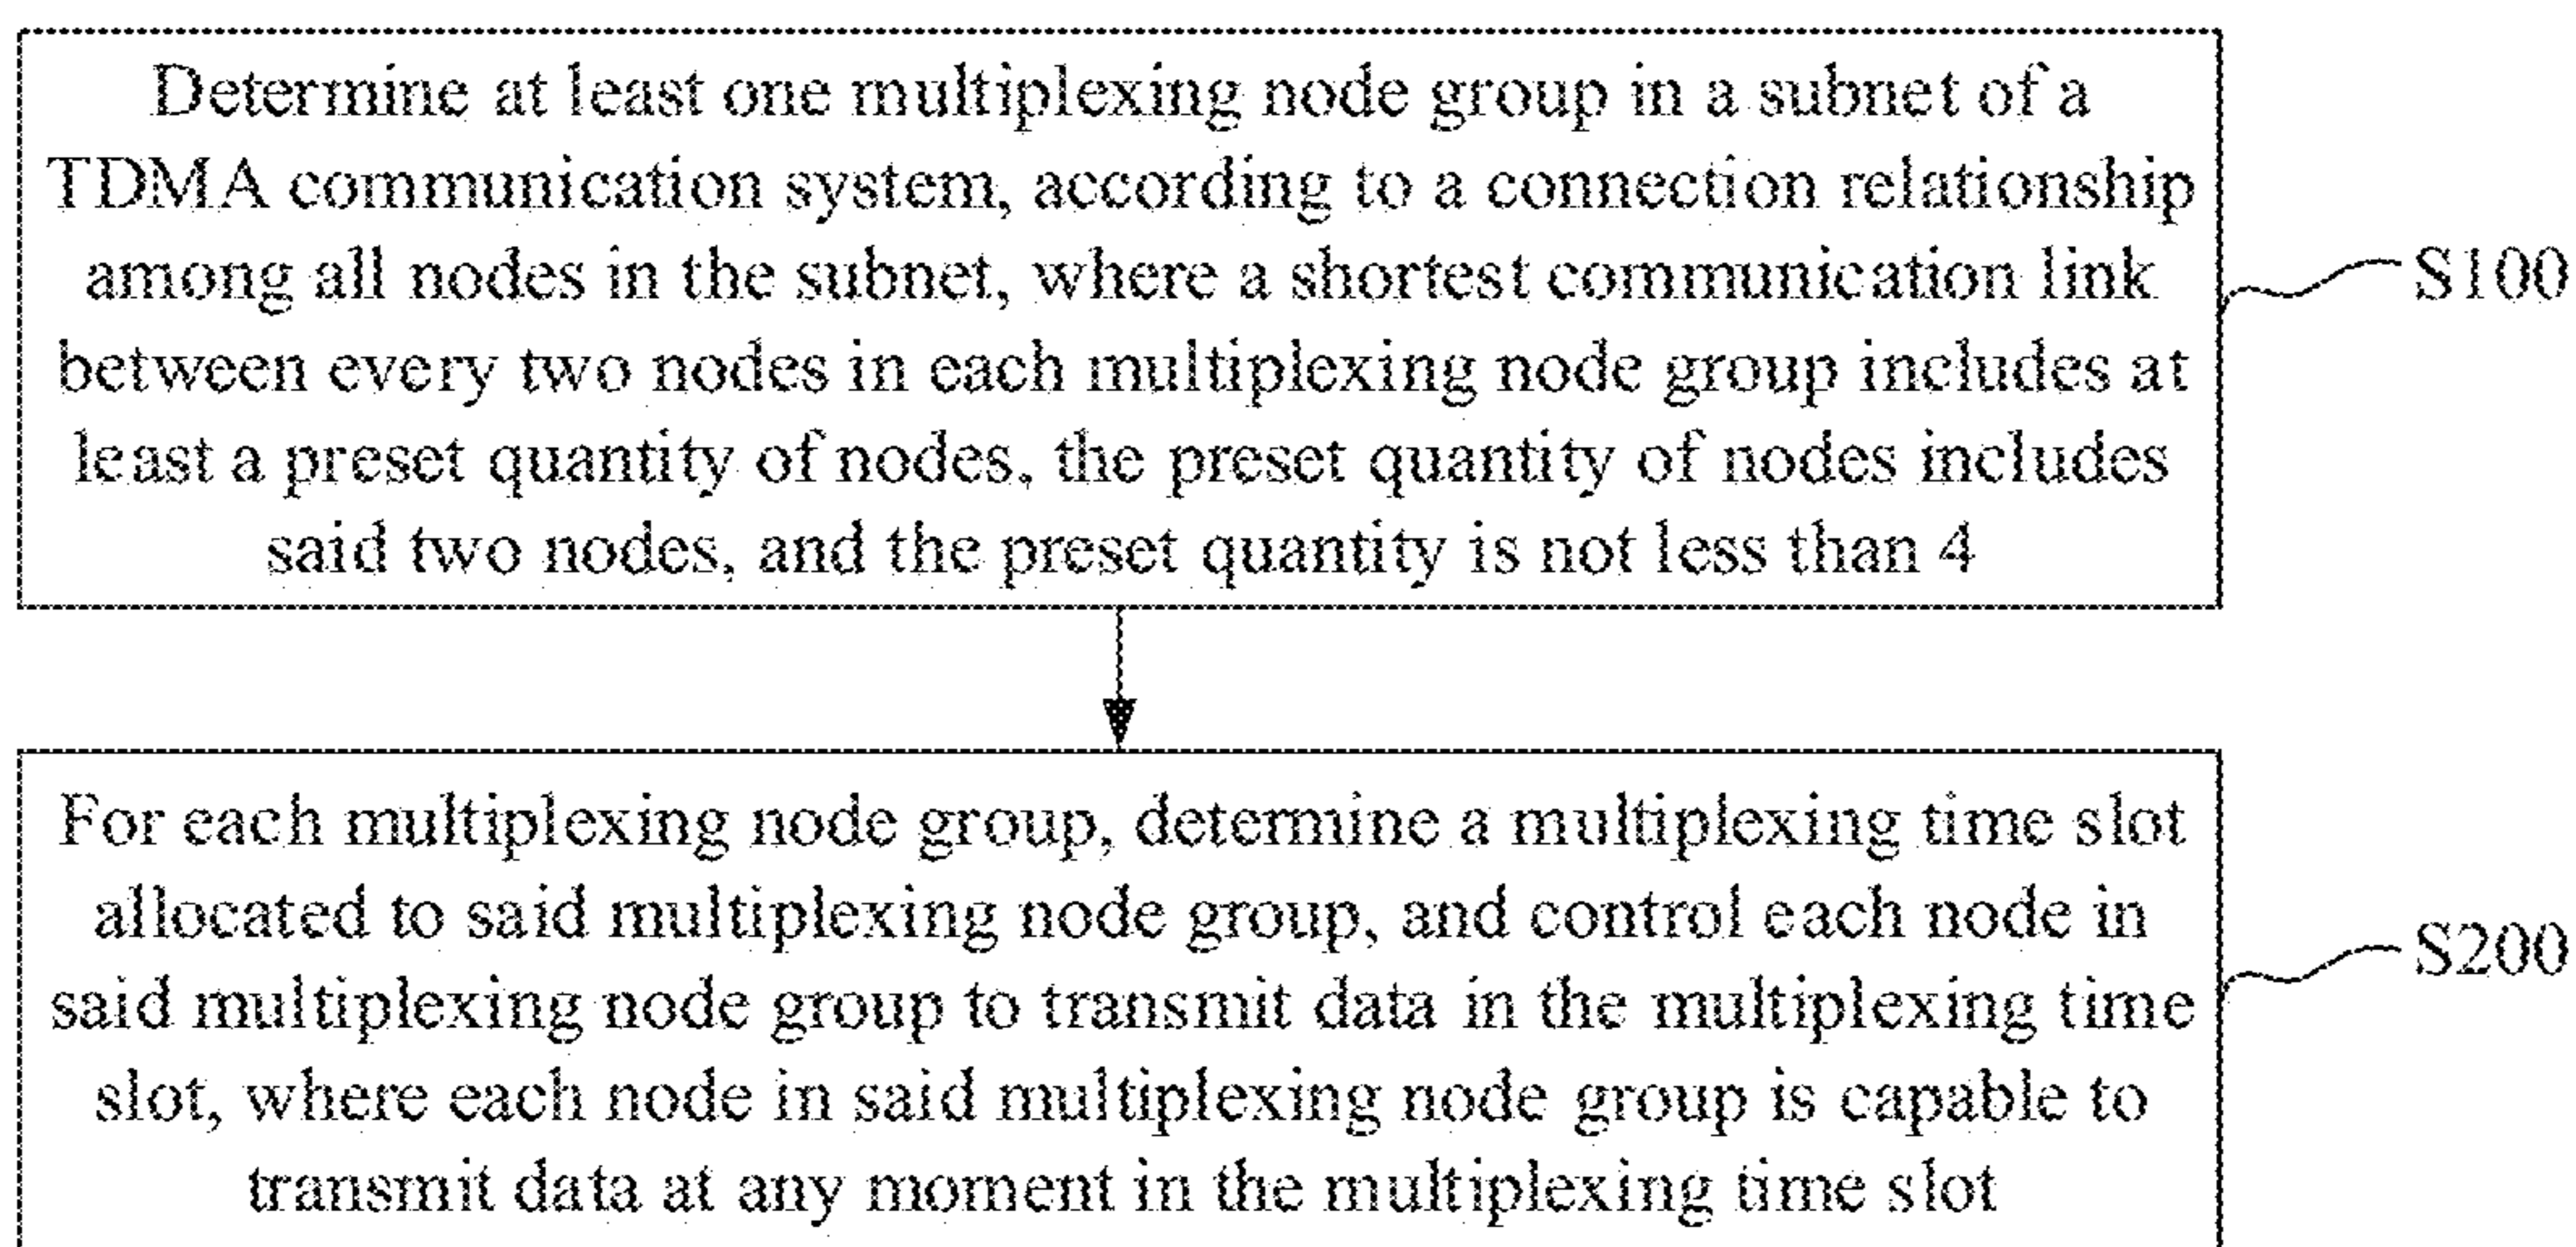 Determine at least one multiplexing node group in a subnet of a
TDMA communication system, according to a connection relationship
among all nodes in the subnet, where a shortest communication link
between every two nodes in each multiplexing node group includes at
least a preset quantity of nodes, the preset quantity of nodes includes
said two nodes, and the preset quantity is not less than 4
S100
For each multiplexing node group, determine a multiplexing time slot
allocated to said multiplexing node group, and control each node in
said multiplexing node group to transmit data in the multiplexing time
slot, where each node in said multiplexing node group is capable to
transmit data at any moment in the multiplexing time slot
S200